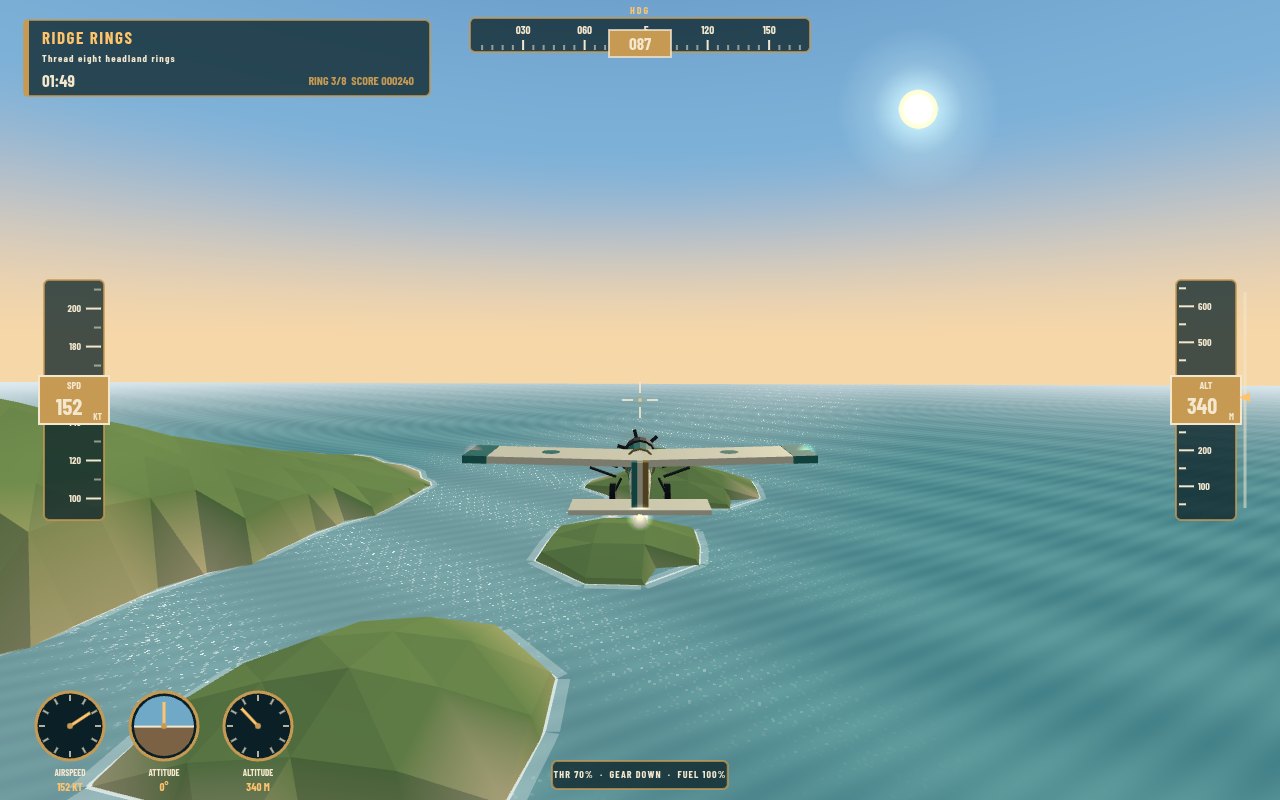 HDG
RIDGE RINGS
Thread eight headland rings
01:49
RING 3/8 SCORE 000240
030 060 120 150
087
200
180
SPD
152
KT
120
100
600
500
ALT
340
M
200
100
AIRSPEED
152 KT
ATTITUDE
0°
ALTITUDE
340 M
THR 70% · GEAR DOWN · FUEL 100%